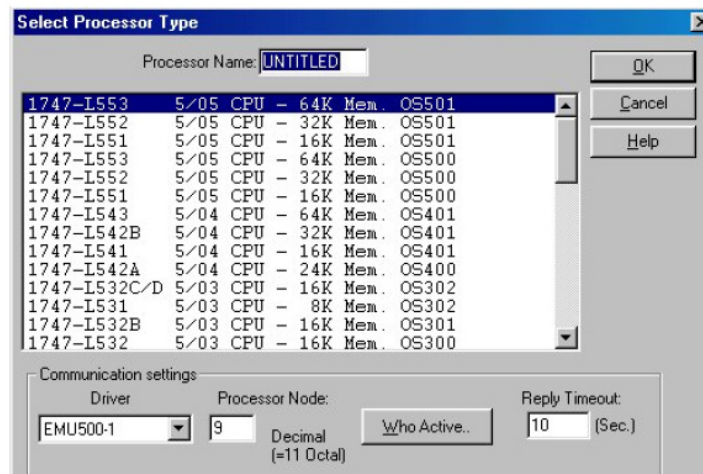 Select Processor Type
Processor Name: UNTITLED
OK
Cancel
Help
1747-L553 5/05 CPU - 64K Mem. OS501
1747-L552 5/05 CPU - 32K Mem. OS501
1747-L551 5/05 CPU - 16K Mem. OS501
1747-L553 5/05 CPU - 64K Mem. OS500
1747-L552 5/05 CPU - 32K Mem. OS500
1747-L551 5/05 CPU - 16K Mem. OS500
1747-L543 5/04 CPU - 64K Mem. OS401
1747-L542B 5/04 CPU - 32K Mem. OS401
1747-L541 5/04 CPU - 16K Mem. OS401
1747-L542A 5/04 CPU - 24K Mem. OS400
1747-L532C/D 5/03 CPU - 16K Mem. OS302
1747-L531 5/03 CPU - 8K Mem. OS302
1747-L532B 5/03 CPU - 16K Mem. OS301
1747-L532 5/03 CPU - 16K Mem. OS300
Communication settings
Driver
EMU500-1
Processor Node:
9 Decimal
(=11 Octal)
Who Active..
Reply Timeout:
10 (Sec.)